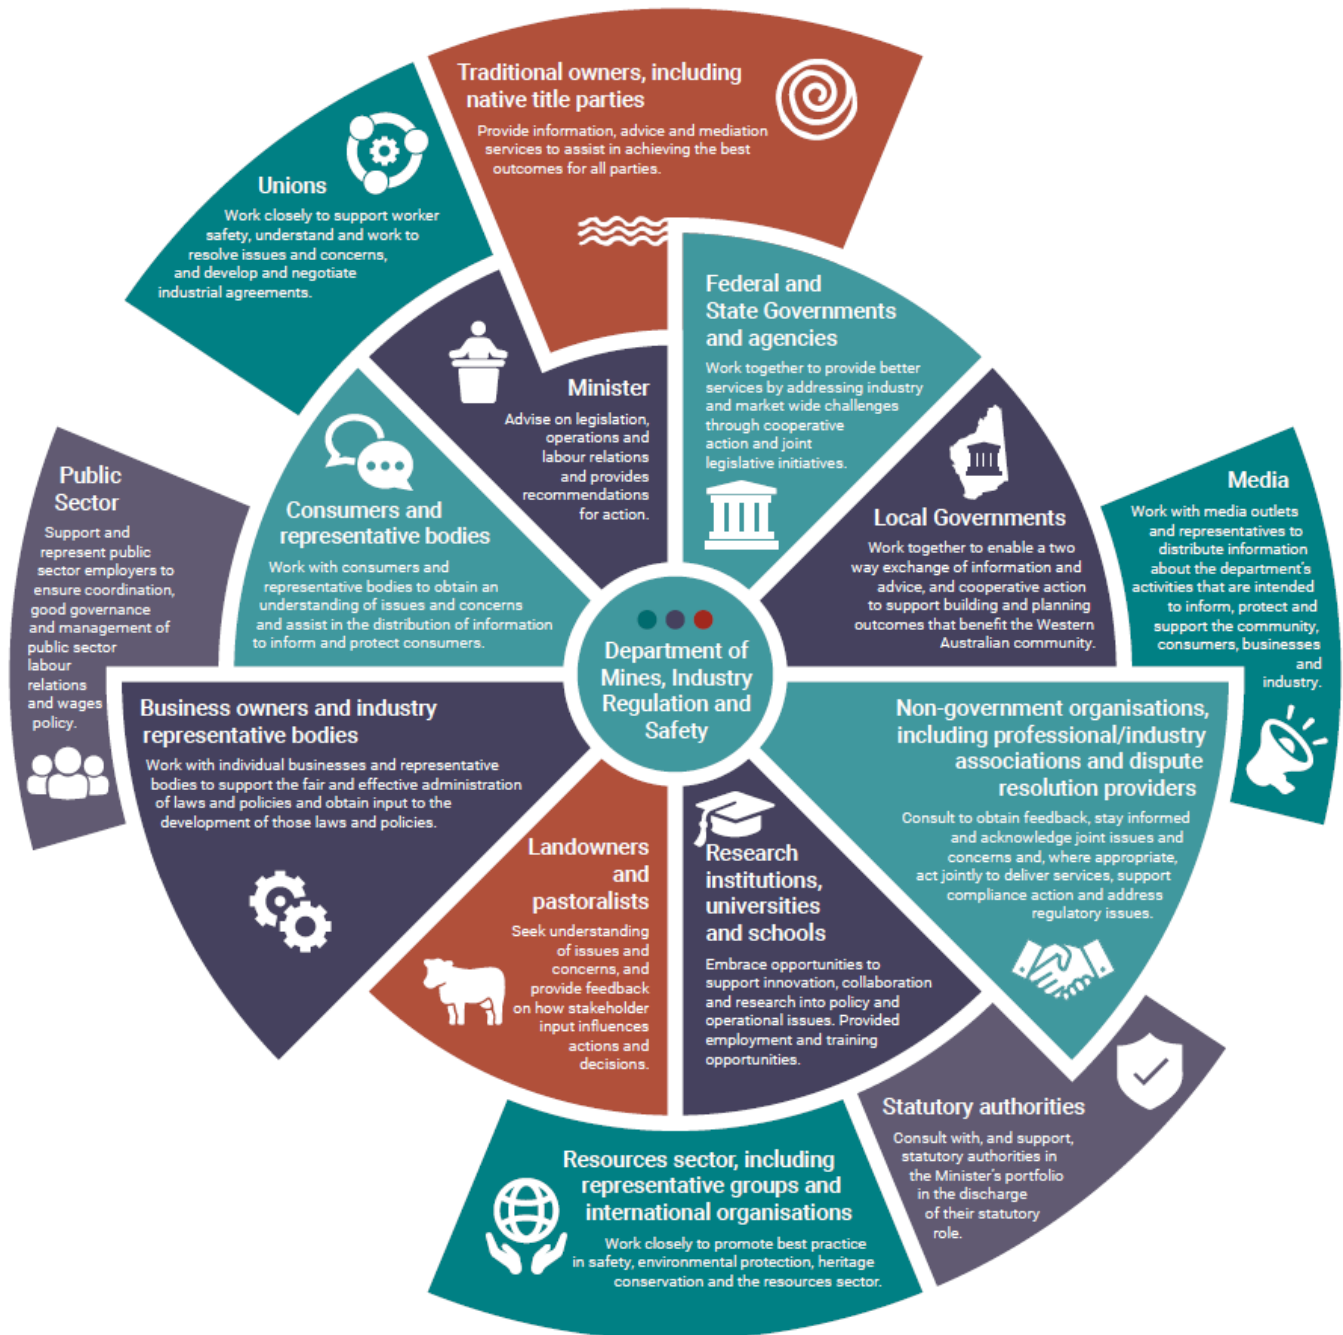 Traditional owners, including
native title parties
Provide information, advice and mediation
services to assist in achieving the best
outcomes for all parties.
Unions
Work closely to support worker
safety, understand and work to
resolve issues and concerns,
and develop and negotiate
industrial agreements.
Federal and
State Governments
and agencies
Work together to provide better
services by addressing industry
and market wide challenges
through cooperative
action and joint
legislative initiatives.
Minister
Advise on legislation,
operations and
labour relations
and provides
recommendations
for action.
Local Governments
Work together to enable a two
way exchange of information and
advice, and cooperative action
to support building and planning
outcomes that benefit the Western
Australian community.
Media
Work with media outlets
and representatives to
distribute information
about the department's
activities that are intended
to inform, protect and
support the community,
consumers, businesses
and
industry.
Public
Sector
Support and
represent public
sector employers to
ensure coordination,
good governance
and management of
public sector
labour
relations
and wages
policy.
Consumers and
representative bodies
Work with consumers and
representative bodies to obtain an
understanding of issues and concerns
and assist in the distribution of information
to inform and protect consumers.
Department of
Mines, Industry
Regulation and
Safety
Business owners and industry
representative bodies
Work with individual businesses and representative
bodies to support the fair and effective administration
of laws and policies and obtain input to the
development of those laws and policies.
Non-government organisations,
including professional/industry
associations and dispute
resolution providers
Consult to obtain feedback, stay informed
and acknowledge joint issues and
concerns and, where appropriate,
act jointly to deliver services, support
compliance action and address
regulatory issues.
Landowners
and
pastoralists
Seek understanding
of issues and
concerns, and
provide feedback
on how stakeholder
input influences
actions and
decisions.
Research
institutions,
universities
and schools
Embrace opportunities to
support innovation, collaboration
and research into policy and
operational issues. Provided
employment and training
opportunities.
Statutory authorities
Consult with, and support,
statutory authorities in
the Minister's portfolio
in the discharge
of their statutory
role.
Resources sector, including
representative groups and
international organisations
Work closely to promote best practice
in safety, environmental protection, heritage
conservation and the resources sector.